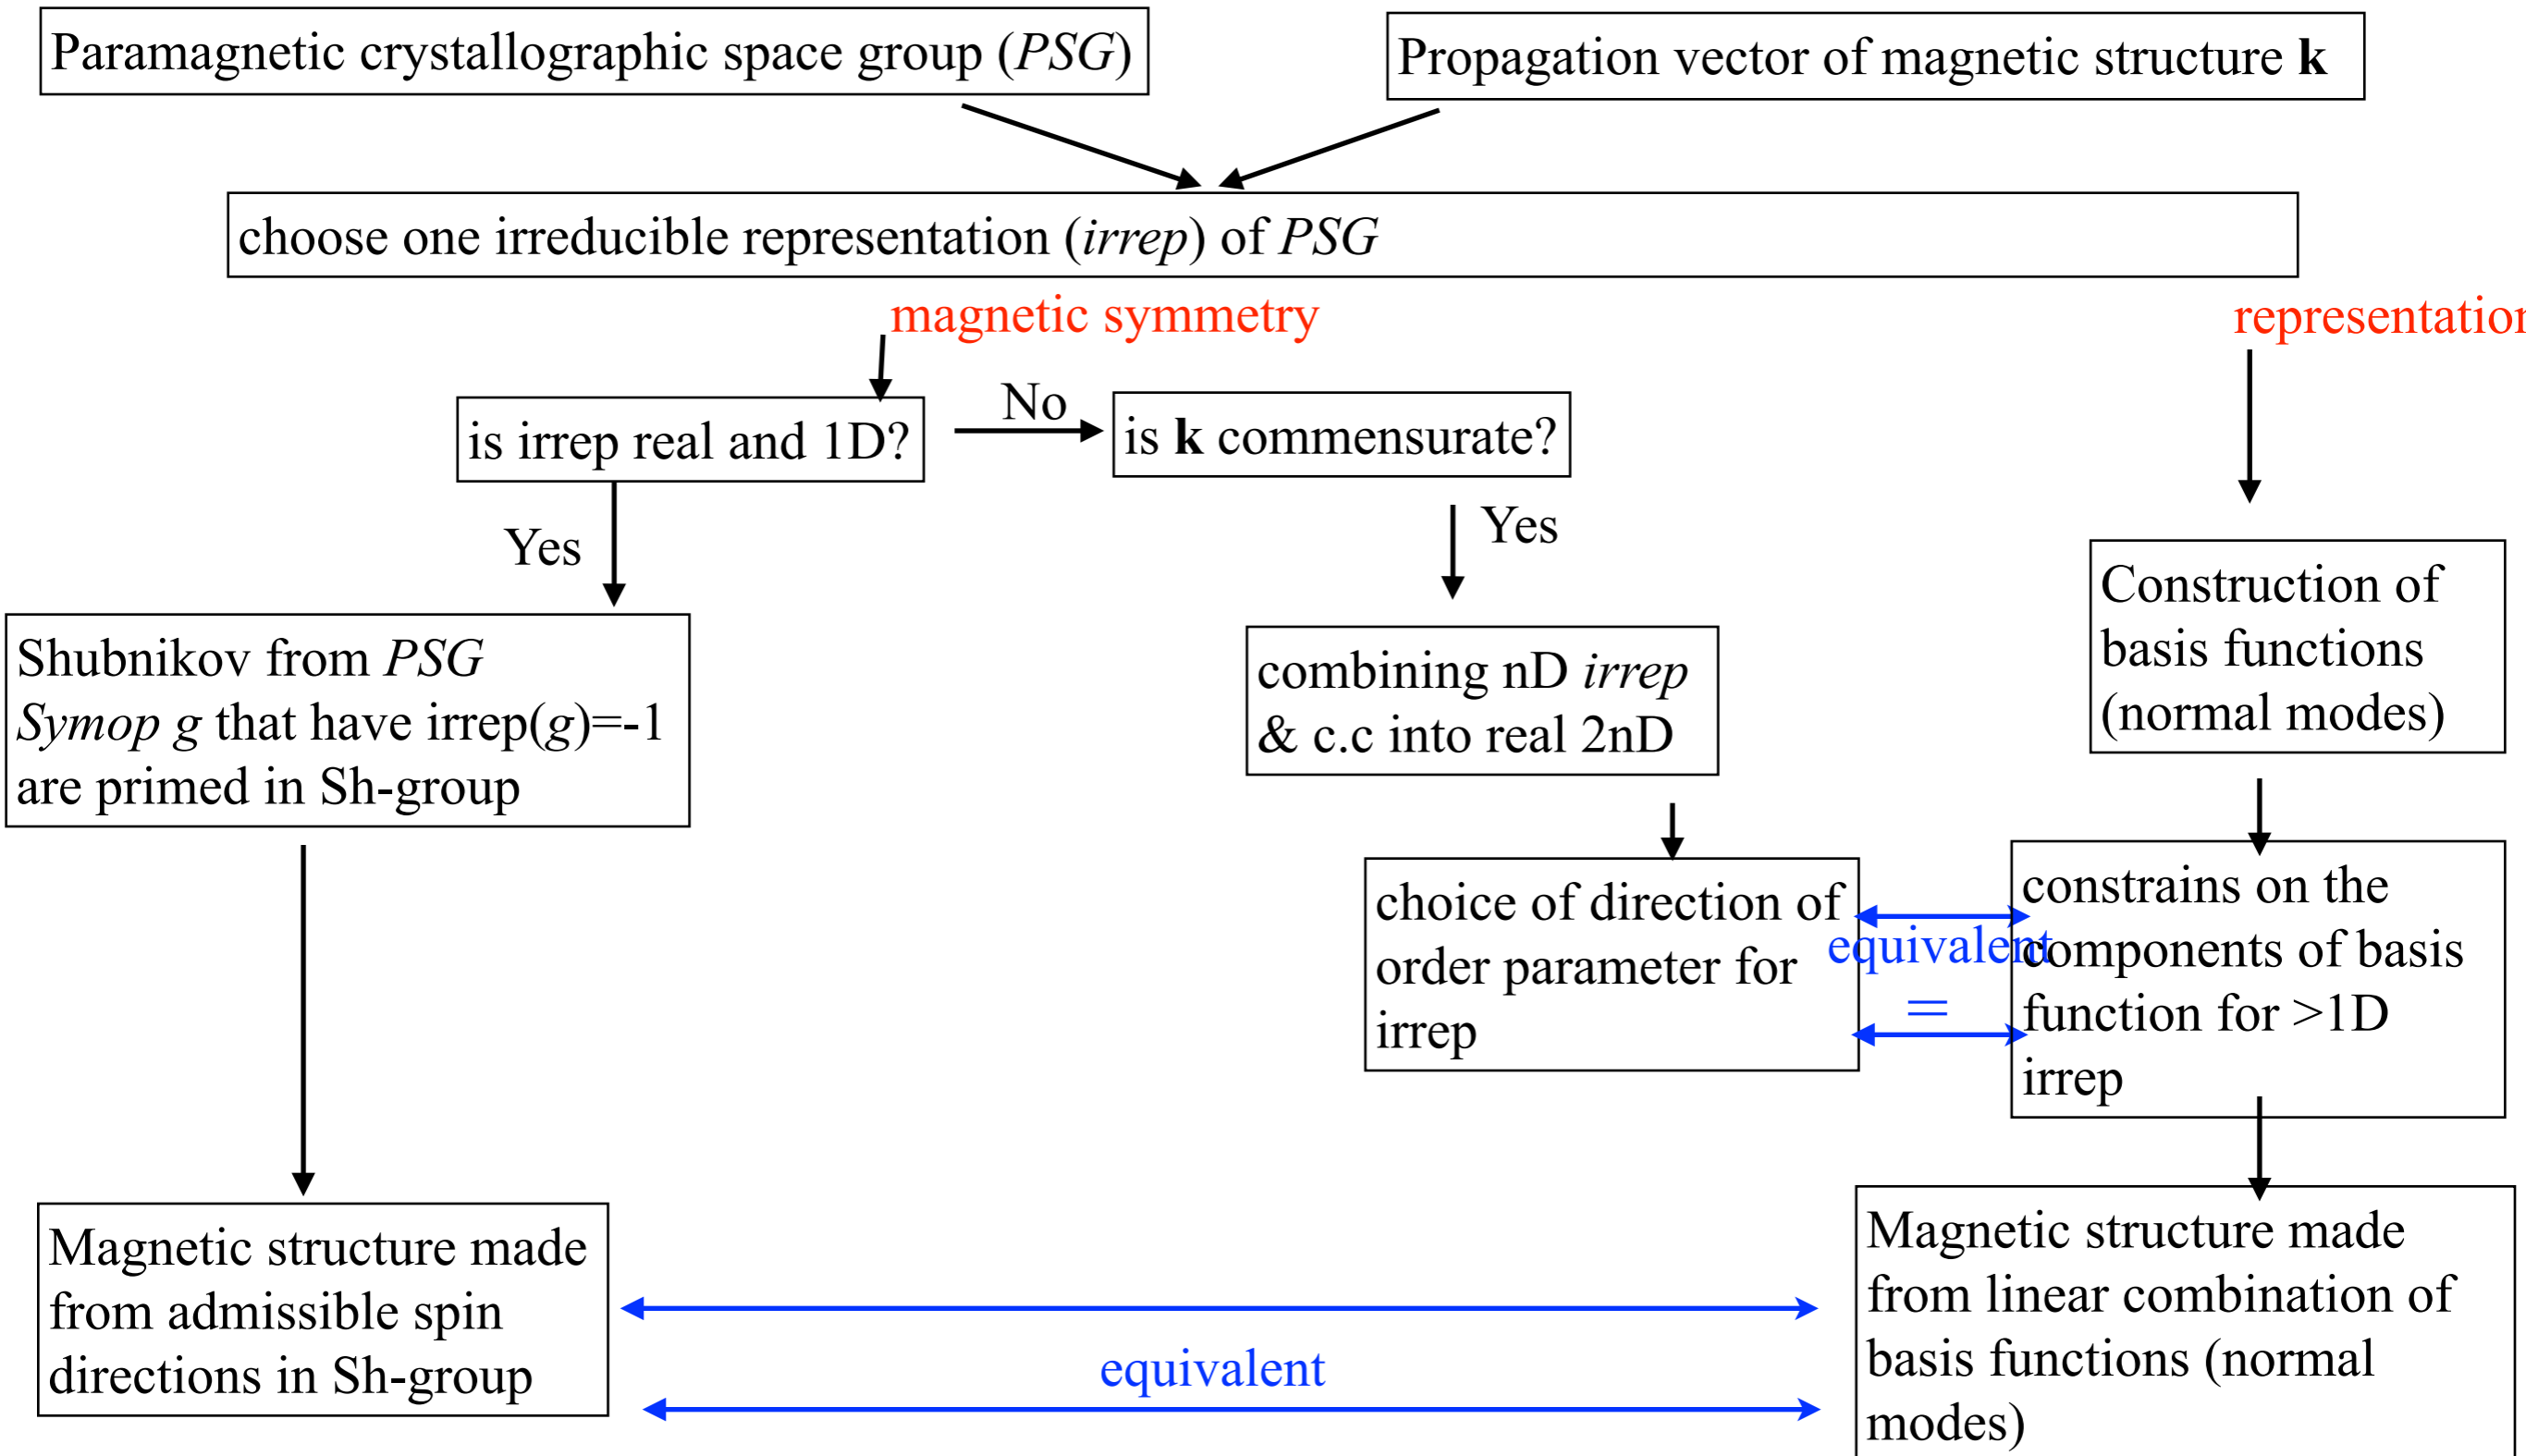 Paramagnetic crystallographic space group (PSG)
Propagation vector of magnetic structure k
choose one irreducible representation (irrep) of PSG
magnetic symmetry
representation
is irrep real and 1D?
No
is k commensurate?
Yes
Yes
Shubnikov from PSG
Symop g that have irrep(g)=-1
are primed in Sh-group
combining nD irrep
& c.c into real 2nD
Construction of
basis functions
(normal modes)
choice of direction of
order parameter for
irrep
equivalent
=
constrains on the
components of basis
function for >1D
irrep
Magnetic structure made
from admissible spin
directions in Sh-group
equivalent
Magnetic structure made
from linear combination of
basis functions (normal
modes)